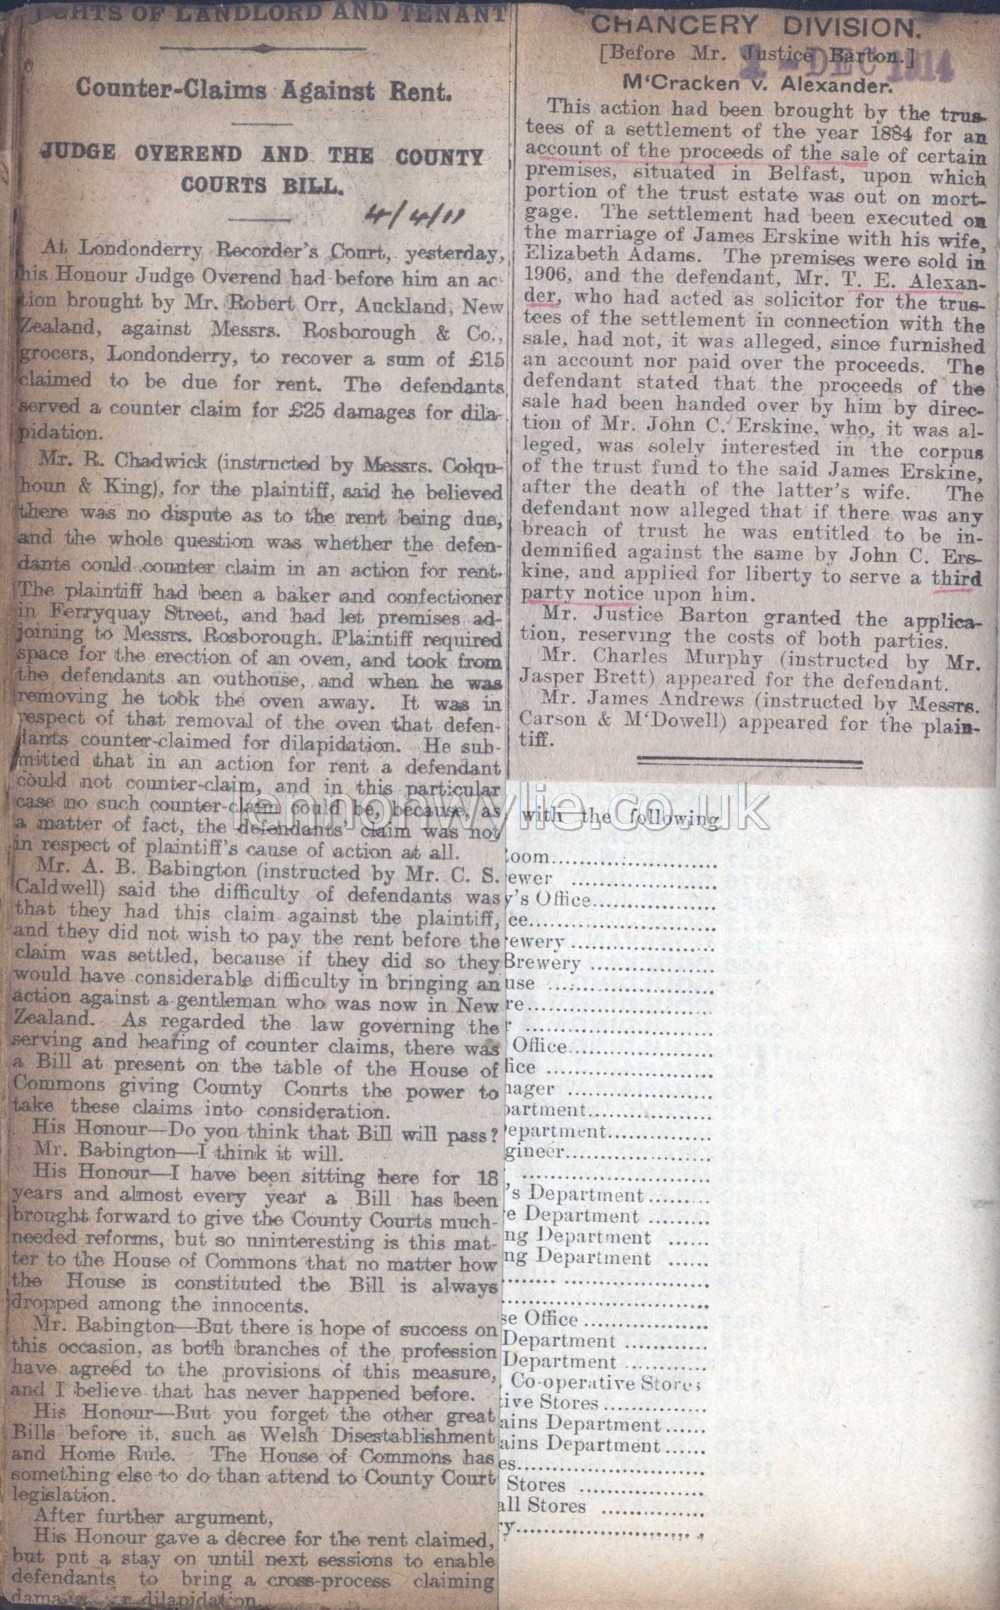 GHTS OF LANDLORD AND TENANT
Counter-Claims Against Rent.
JUDGE OVEREND AND THE COUNTY
COURTS BILL.
4/4/11
At Londonderry Recorder's Court, yesterday,
his Honour Judge Overend had before him an ac-
tion brought by Mr. Robert Orr, Auckland, New
Zealand, against Messrs. Rosborough & Co.,
grocers, Londonderry, to recover a sum of £15
claimed to be due for rent. The defendants
served a counter claim for £25 damages for dila-
pidation.
Mr. R. Chadwick (instructed by Messrs. Colqu-
houn & King), for the plaintiff, said he believed
there was no dispute as to the rent being due,
and the whole question was whether the defen-
dants could counter claim in an action for rent.
The plaintiff had been a baker and confectioner
in Ferryquay Street, and had let premises ad-
joining to Messrs. Rosborough. Plaintiff required
space for the erection of an oven, and took from
the defendants an outhouse, and when he was
removing he took the oven away. It was in
respect of that removal of the oven that defen-
dants counter-claimed for dilapidation. He sub-
mitted that in an action for rent a defendant
could not counter-claim, and in this particular
case no such counter-claim could be, because, as
a matter of fact, the defendants' claim was not
in respect of plaintiff's cause of action at all.
Mr. A. B. Babington (instructed by Mr. C. S.
Caldwell) said the difficulty of defendants was
that they had this claim against the plaintiff,
and they did not wish to pay the rent before the
claim was settled, because if they did so they
would have considerable difficulty in bringing an
action against a gentleman who was now in New
Zealand. As regarded the law governing the
serving and hearing of counter claims, there was
a Bill at present on the table of the House of
Commons giving County Courts the power to
take these claims into consideration.
His Honour—Do you think that Bill will pass?
Mr. Babington—I think it will.
His Honour—I have been sitting here for 18
years and almost every year a Bill has been
brought forward to give the County Courts much-
needed reforms, but so uninteresting is this mat-
ter to the House of Commons that no matter how
the House is constituted the Bill is always
dropped among the innocents.
Mr. Babington—But there is hope of success on
this occasion, as both branches of the profession
have agreed to the provisions of this measure,
and I believe that has never happened before.
His Honour—But you forget the other great
Bills before it, such as Welsh Disestablishment
and Home Rule. The House of Commons has
something else to do than attend to County Court
legislation.
After further argument,
His Honour gave a decree for the rent claimed,
but put a stay on until next sessions to enable
defendants to bring a cross-process claiming
dilapidation
CHANCERY DIVISION.
[Before Mr. Justice Barton.]
DEC 1914
M'Cracken v. Alexander.
This action had been brought by the trus-
tees of a settlement of the year 1884 for an
account of the proceeds of the sale of certain
premises, situated in Belfast, upon which
portion of the trust estate was out on mort-
gage. The settlement had been executed on
the marriage of James Erskine with his wife,
Elizabeth Adams. The premises were sold in
1906, and the defendant, Mr. T. E. Alexan-
der, who had acted as solicitor for the trus-
tees of the settlement in connection with the
sale, had not, it was alleged, since furnished
an account nor paid over the proceeds. The
defendant stated that the proceeds of the
sale had been handed over by him by direc-
tion of Mr. John C. Erskine, who, it was al-
leged, was solely interested in the corpus
of the trust fund to the said James Erskine,
after the death of the latter's wife. The
defendant now alleged that if there was any
breach of trust he was entitled to be in-
demnified against the same by John C. Ers-
kine, and applied for liberty to serve a third
party notice upon him.
Mr. Justice Barton granted the applica-
tion, reserving the costs of both parties.
Mr. Charles Murphy (instructed by Mr.
Jasper Brett) appeared for the defendant.
Mr. James Andrews (instructed by Messrs.
Carson & M'Dowell) appeared for the plain-
tiff.
lennonwylie.co.uk
with the following
oom
ewer
y's Office
ce
ewery
Brewery
use
re
r
Office
fice
nager
partment
epartment
gineer
's Department
e Department
ng Department
ng Department
se Office
Department
Department
Co-operative Stores
ive Stores
ains Department
ains Department
es
Stores
all Stores
y